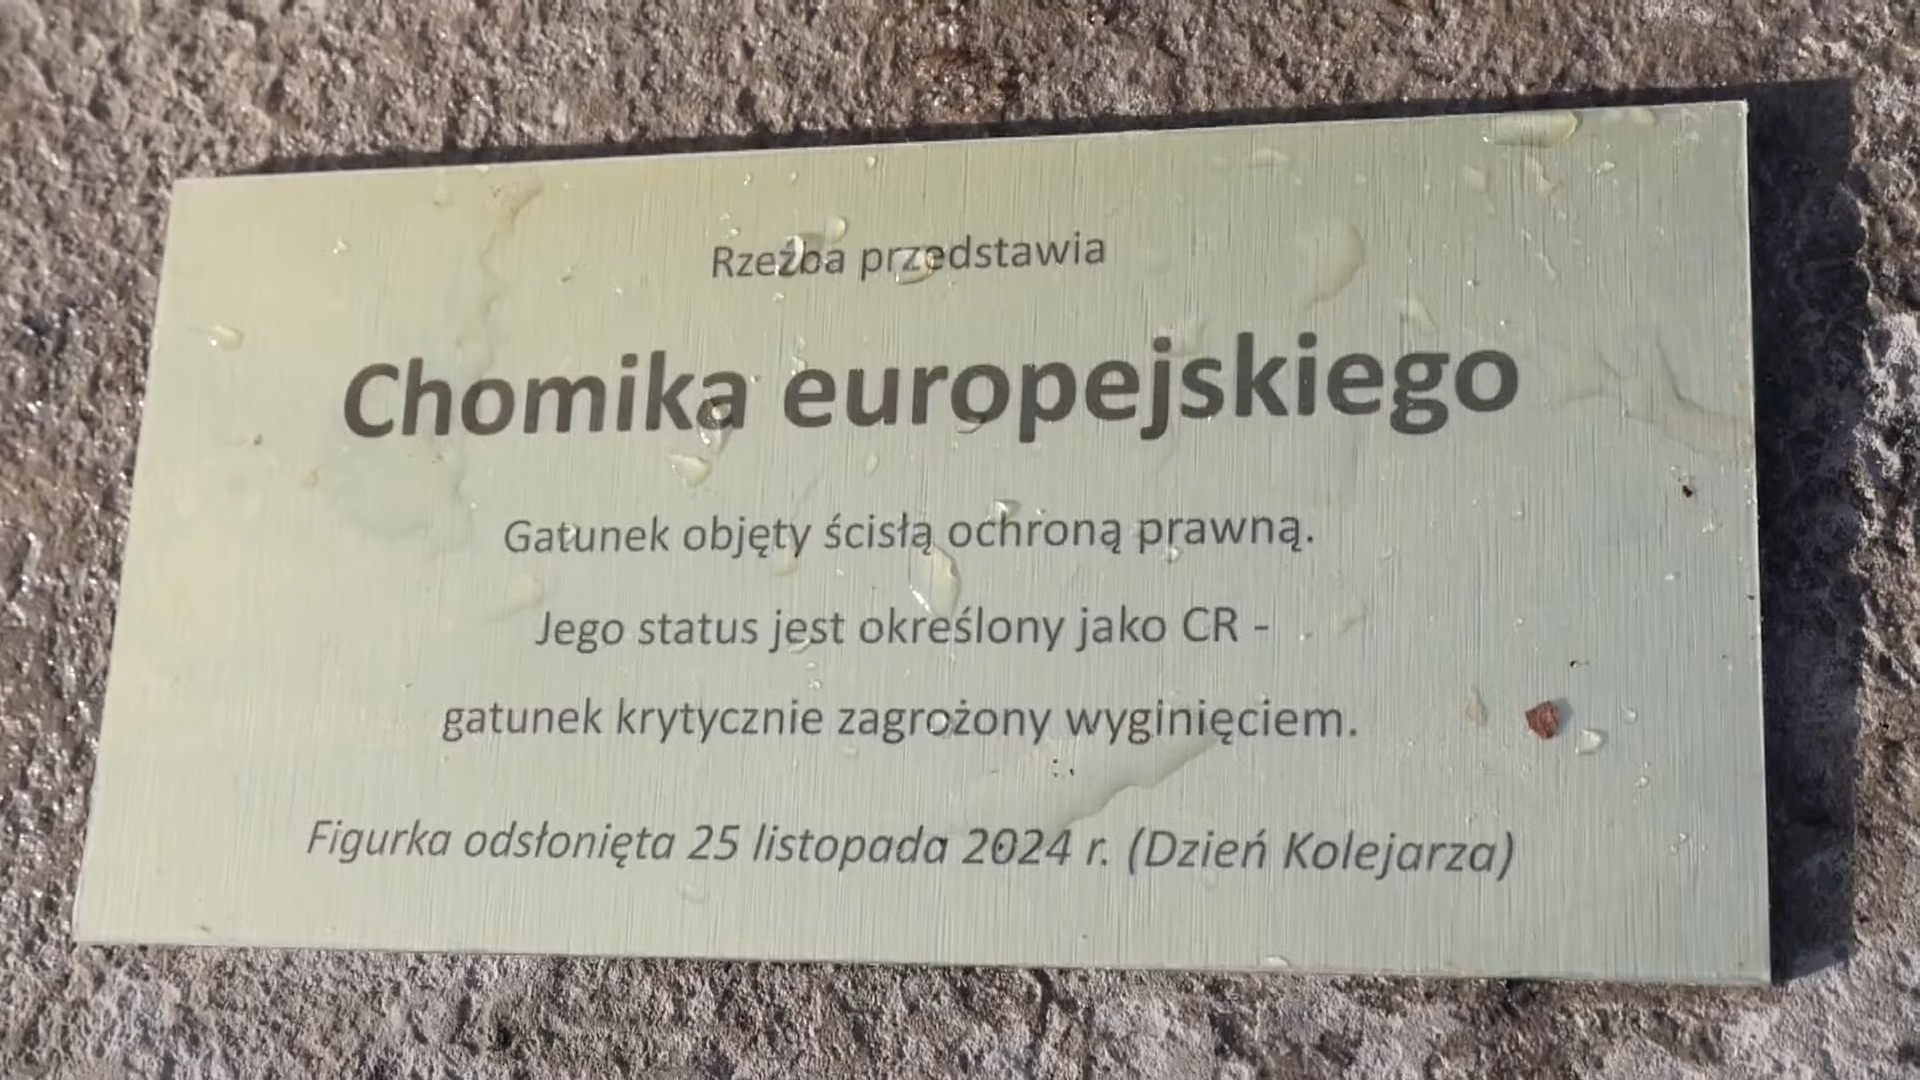 Rzeźba przedstawia
Chomika europejskiego
Gatunek objęty ścisłą ochroną prawną.
Jego status jest określony jako CR -
gatunek krytycznie zagrożony wyginięciem.
Figurka odsłonięta 25 listopada 2024 r. (Dzień Kolejarza)